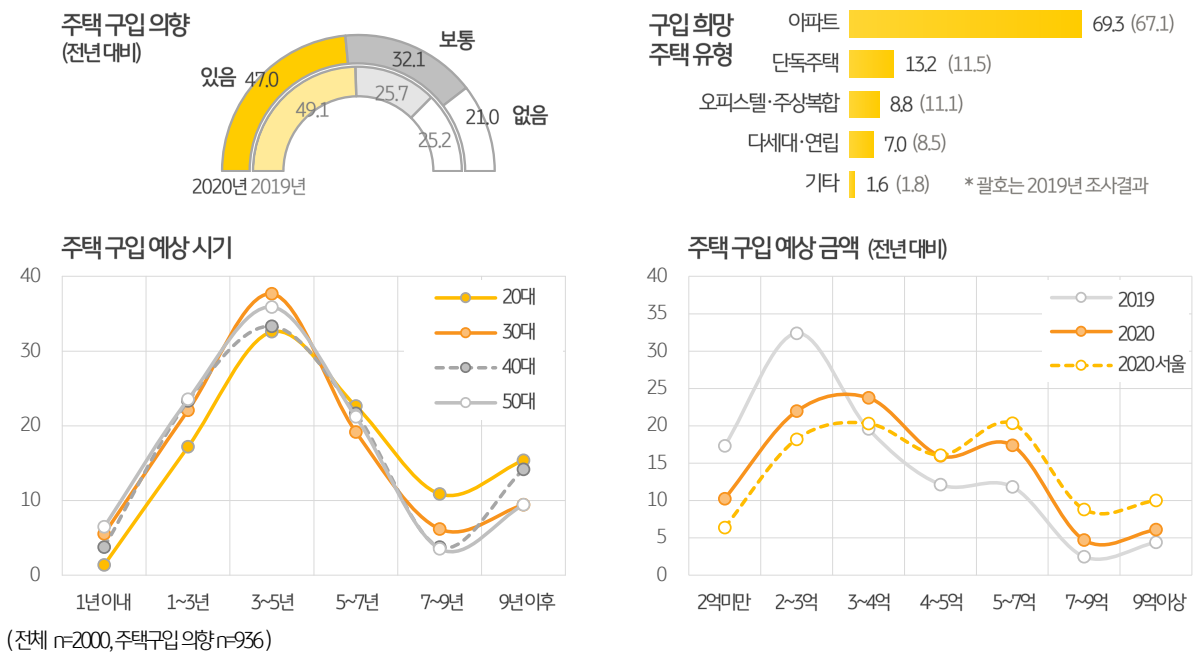 주택 구입 의향
(전년 대비)
있음 47.0
보통
32.1
49.1
25.7
21.0 없음
25.2
2020년 2019년
구입 희망
주택 유형
아파트 69.3 (67.1)
단독주택 13.2 (11.5)
오피스텔·주상복합 8.8 (11.1)
다세대·연립 7.0 (8.5)
기타 1.6 (1.8) * 괄호는 2019년 조사결과
주택 구입 예상 시기
40
30
20
10
0
20대
30대
40대
50대
1년 이내 1~3년 3~5년 5~7년 7~9년 9년 이후
주택 구입 예상 금액 (전년 대비)
40
35
30
25
20
15
10
5
0
2019
2020
2020 서울
2억미만 2~3억 3~4억 4~5억 5~7억 7~9억 9억이상
( 전체 n=2000, 주택구입 의향 n=936 )